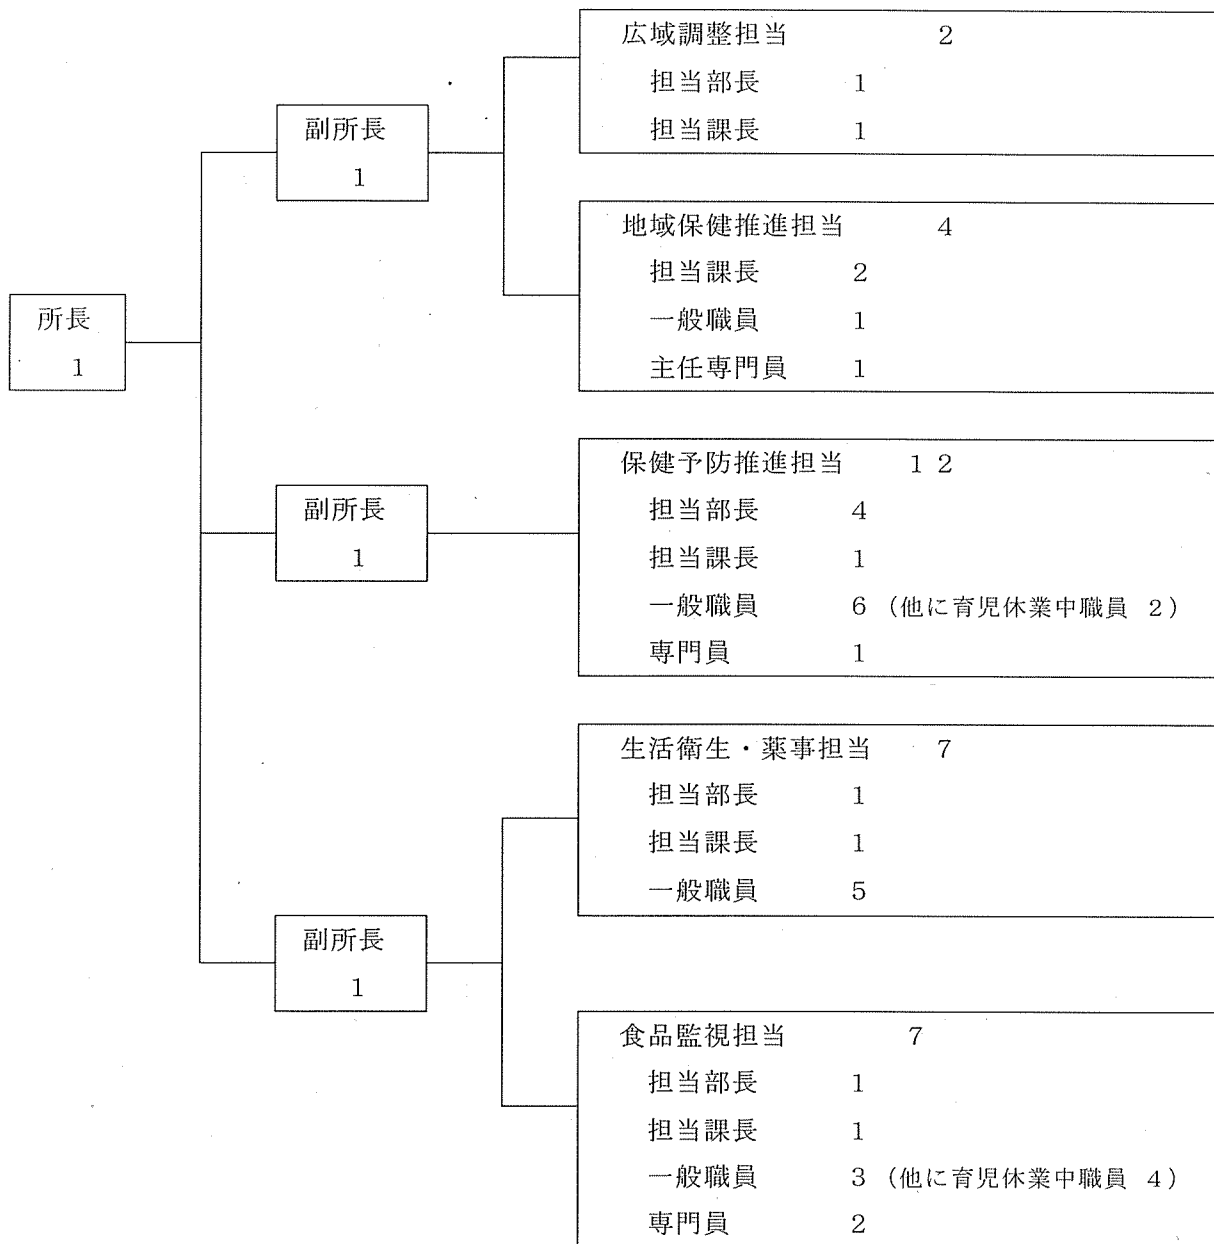 所長
1
副所長
1
広域調整担当 2
担当部長 1
担当課長 1
地域保健推進担当 4
担当課長 2
一般職員 1
主任専門員 1
副所長
1
保健予防推進担当 12
担当部長 4
担当課長 1
一般職員 6 (他に育児休業中職員 2)
専門員 1
副所長
1
生活衛生・薬事担当 7
担当部長 1
担当課長 1
一般職員 5
食品監視担当 7
担当部長 1
担当課長 1
一般職員 3 (他に育児休業中職員 4)
専門員 2